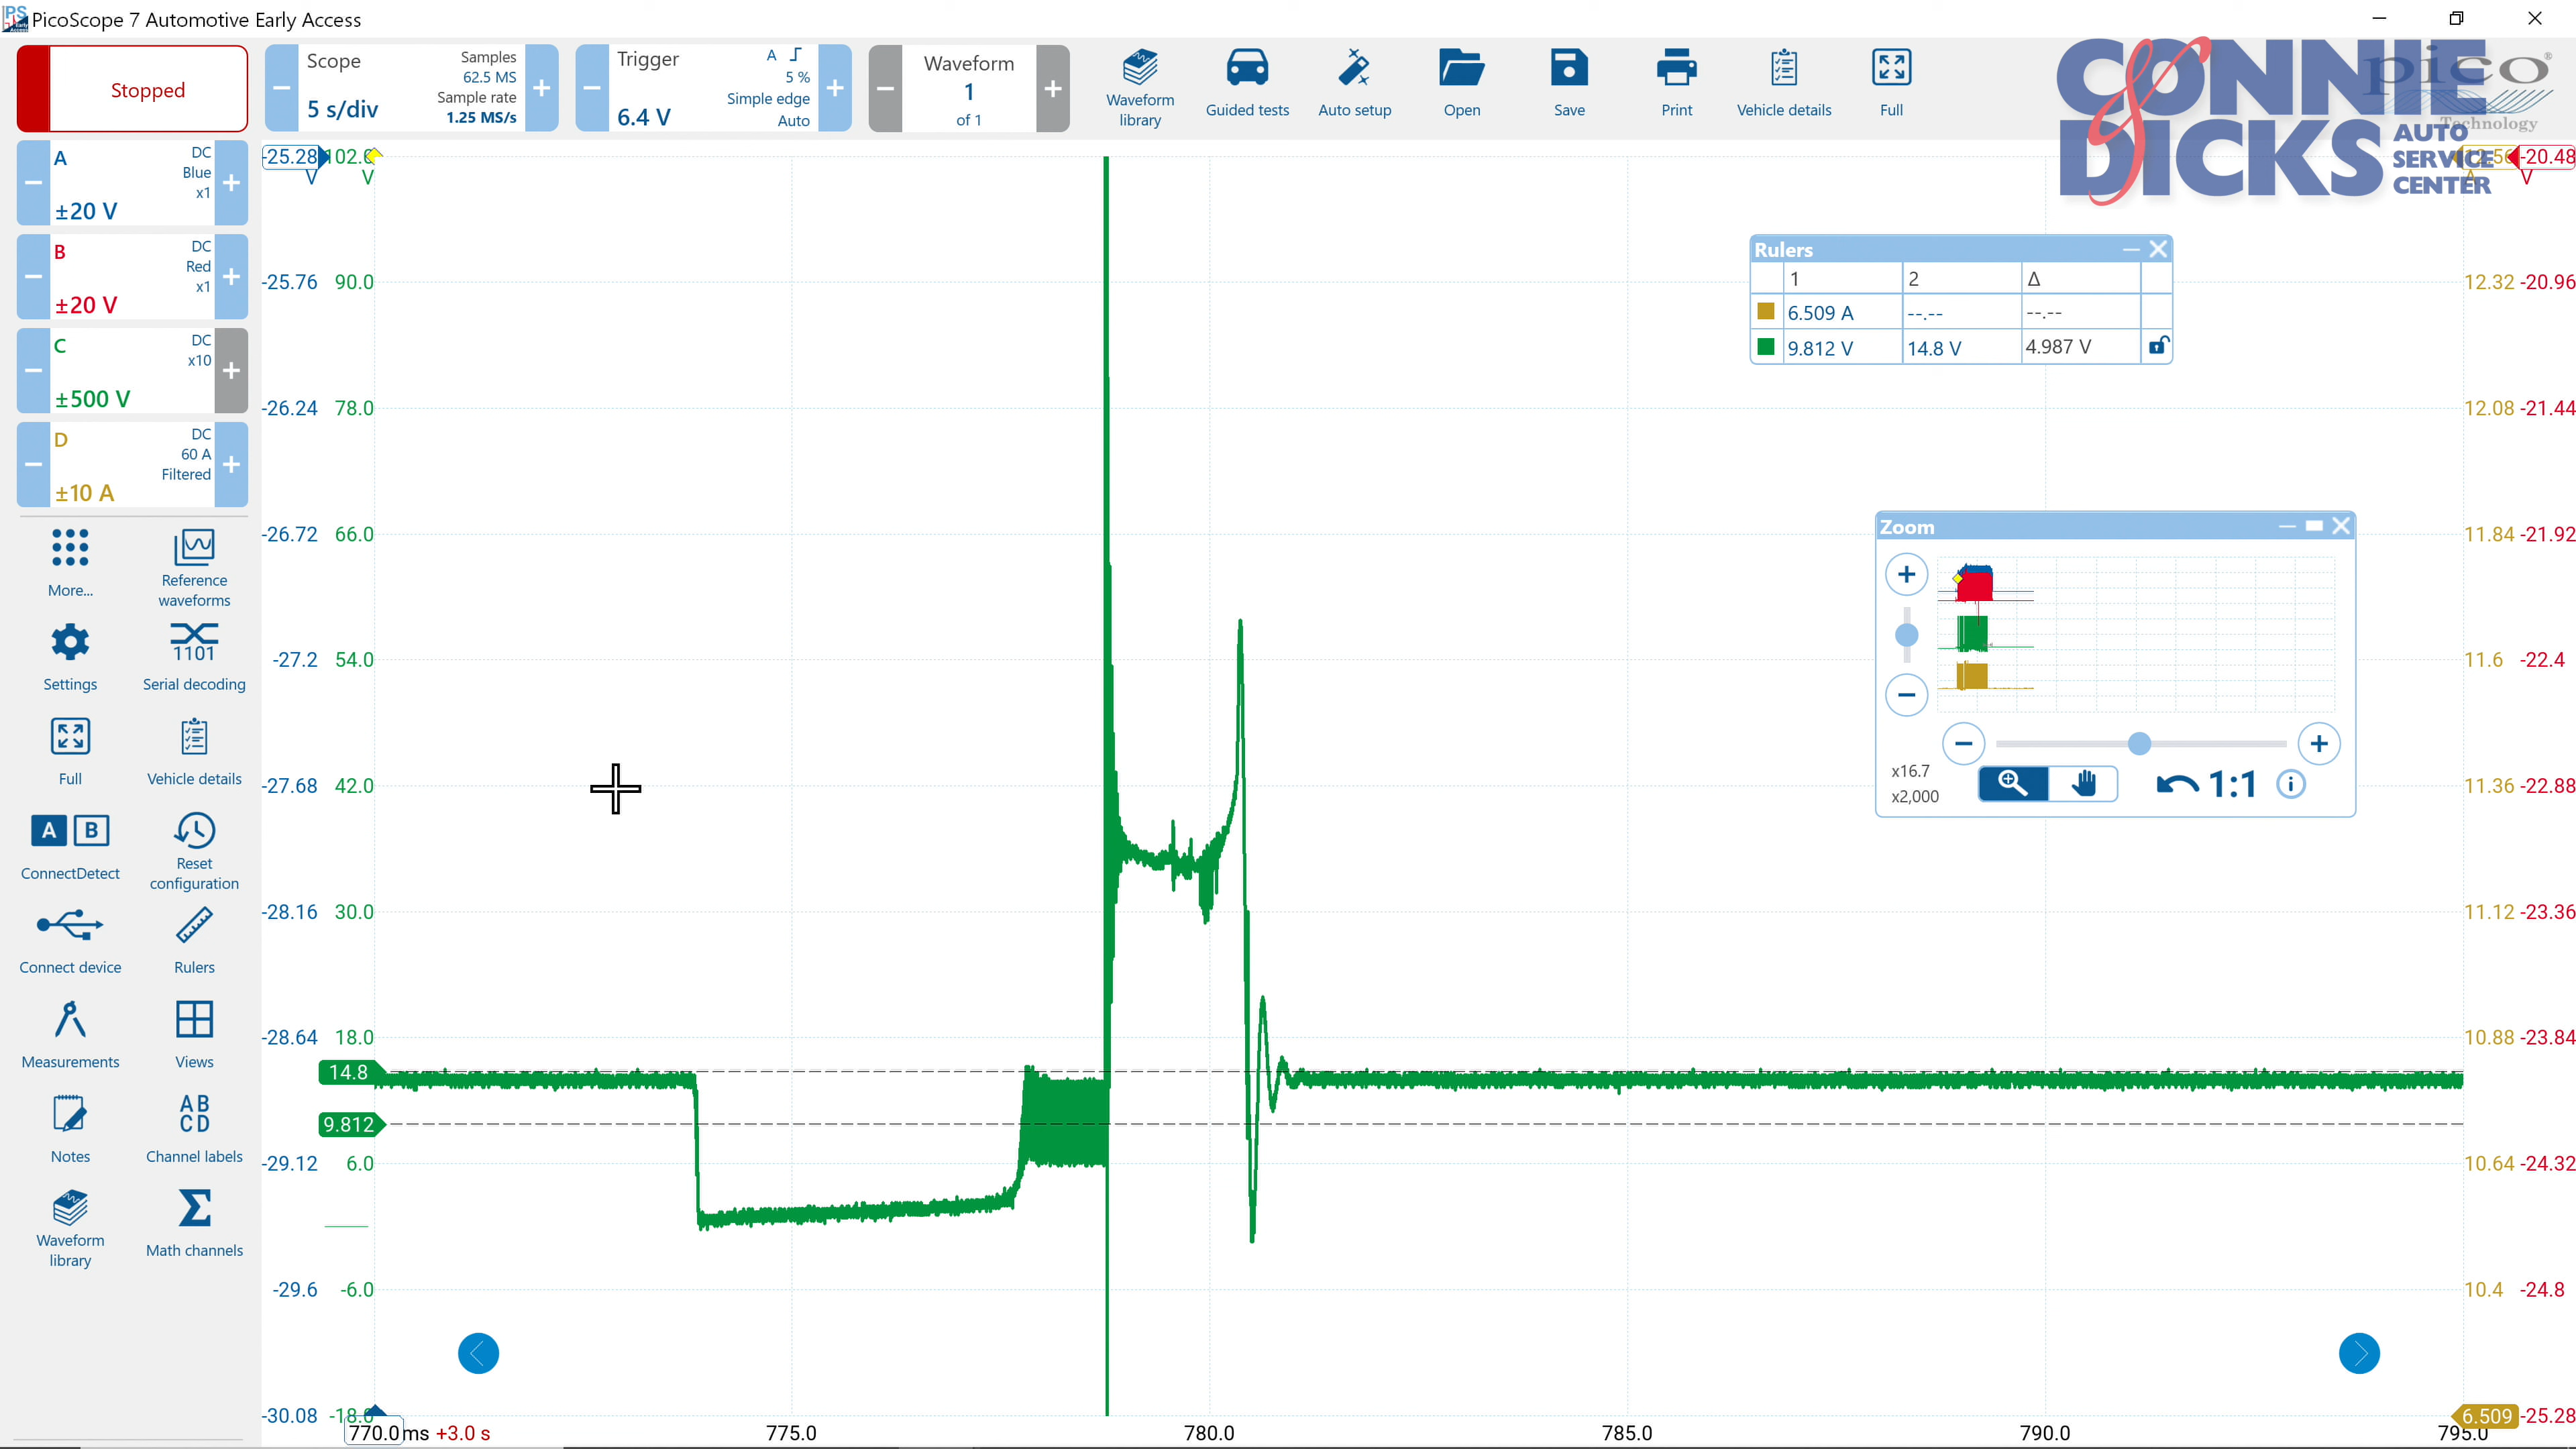 PicoScope 7 Automotive Early Access
Stopped
Scope
5 s/div
Samples
62.5 MS
Sample rate
1.25 MS/s
Trigger
6.4 V
A
5 %
Simple edge
Auto
Waveform
1
of 1
Waveform library
Guided tests
Auto setup
Open
Save
Print
Vehicle details
Full
CONNIE & DICKS
AUTO SERVICE CENTER
pico
Technology
A
DC
Blue
x1
±20 V
B
DC
Red
x1
±20 V
C
DC
x10
±500 V
D
DC
60 A
Filtered
±10 A
More...
Reference waveforms
Settings
1101
Serial decoding
Full
Vehicle details
A B
ConnectDetect
Reset configuration
Connect device
Rulers
Measurements
Views
Notes
AB
CD
Channel labels
Waveform library
Σ
Math channels
-25.28
V
102.0
V
-25.76 90.0
-26.24 78.0
-26.72 66.0
-27.2 54.0
-27.68 42.0
-28.16 30.0
-28.64 18.0
14.8
9.812
-29.12 6.0
-29.6 -6.0
-30.08 -18.0
Rulers
1 2 Δ
6.509 A --.-- --.--
9.812 V 14.8 V 4.987 V
Zoom
x16.7
x2,000
1:1
12.56 -20.48
A V
12.32 -20.96
12.08 -21.44
11.84 -21.92
11.6 -22.4
11.36 -22.88
11.12 -23.36
10.88 -23.84
10.64 -24.32
10.4 -24.8
6.509 -25.28
770.0ms +3.0 s
775.0
780.0
785.0
790.0
795.0